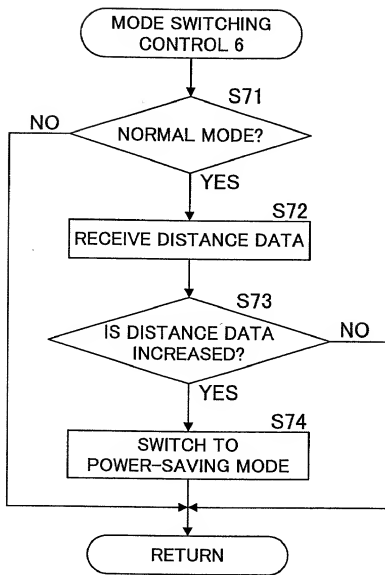 MODE SWITCHING
CONTROL 6
S71
NO
NORMAL MODE?
YES
S72
RECEIVE DISTANCE DATA
S73
IS DISTANCE DATA
INCREASED?
NO
YES
S74
SWITCH TO
POWER-SAVING MODE
RETURN